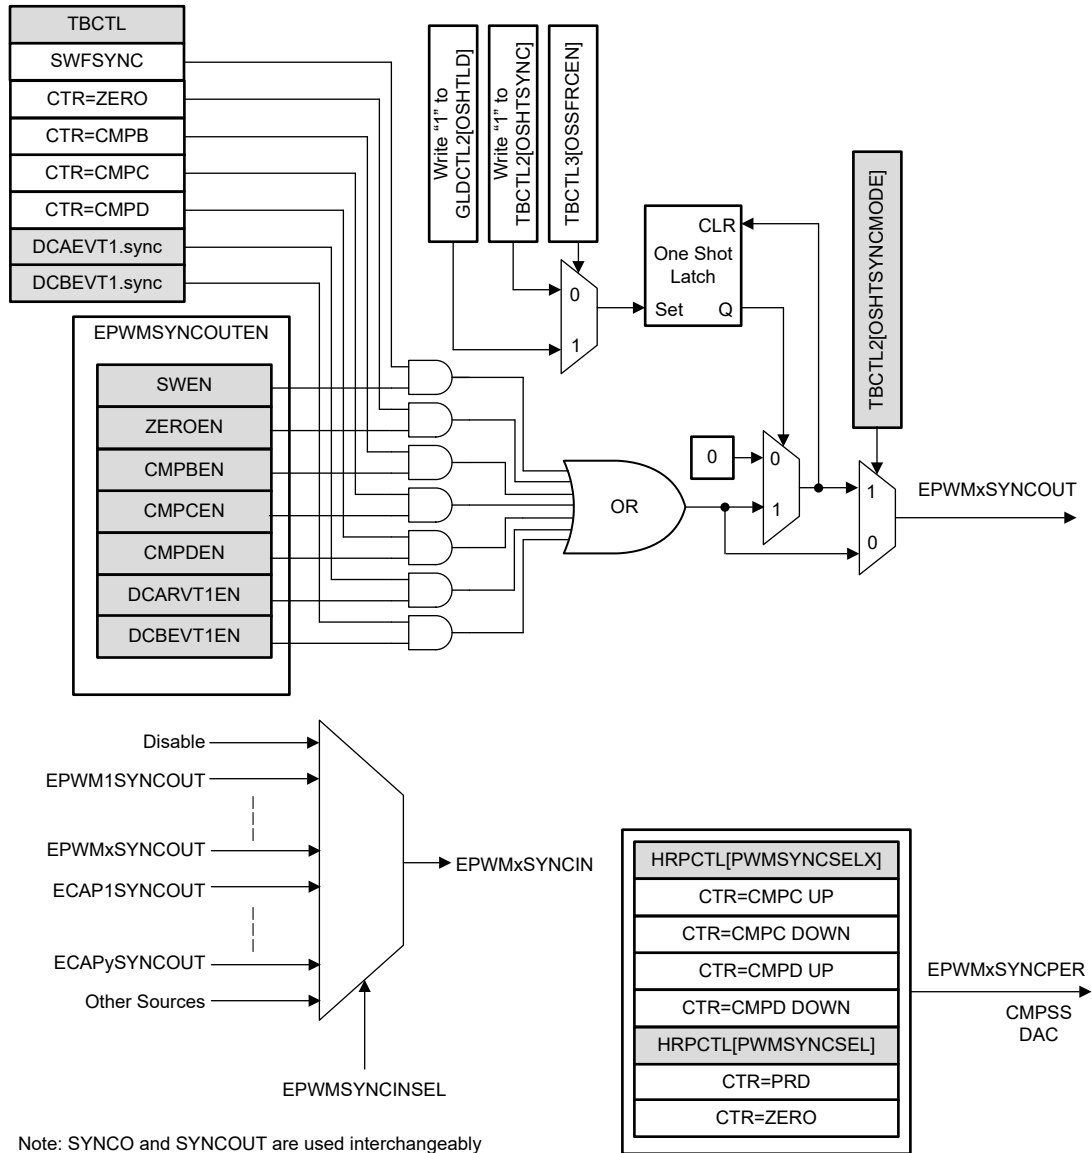 TBCTL
SWFSYNC
CTR=ZERO
CTR=CMPB
CTR=CMPC
CTR=CMPD
DCAEVT1.sync
DCBEVT1.sync
Write “1” to
GLDCTL2[OSHTLD]
Write “1” to
TBCTL2[OSHTSYNC]
TBCTL3[OSSFRCEN]
0
1
CLR
One Shot
Latch
Set Q
TBCTL2[OSHTSYNCMODE]
EPWMSYNCOUTEN
SWEN
ZEROEN
CMPBEN
CMPCEN
CMPDEN
DCARVT1EN
DCBEVT1EN
OR
0
0
1
1
0
EPWMxSYNCOUT
Disable
EPWM1SYNCOUT
EPWMxSYNCOUT
ECAP1SYNCOUT
ECAPySYNCOUT
Other Sources
EPWMxSYNCIN
EPWMSYNCINSEL
HRPCTL[PWMSYNCSELX]
CTR=CMPC UP
CTR=CMPC DOWN
CTR=CMPD UP
CTR=CMPD DOWN
HRPCTL[PWMSYNCSEL]
CTR=PRD
CTR=ZERO
EPWMxSYNCPER
CMPSS
DAC
Note: SYNCO and SYNCOUT are used interchangeably